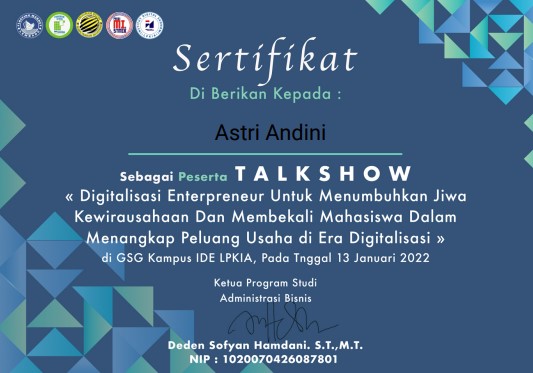 Sertifikat
Di Berikan Kepada :
Astri Andini
Sebagai Peserta TALKSHOW
« Digitalisasi Enterpreneur Untuk Menumbuhkan Jiwa
Kewirausahaan Dan Membekali Mahasiswa Dalam
Menangkap Peluang Usaha di Era Digitalisasi »
di GSG Kampus IDE LPKIA, Pada Tnggal 13 Januari 2022
Ketua Program Studi
Administrasi Bisnis
Deden Sofyan Hamdani. S.T.,M.T.
NIP : 1020070426087801